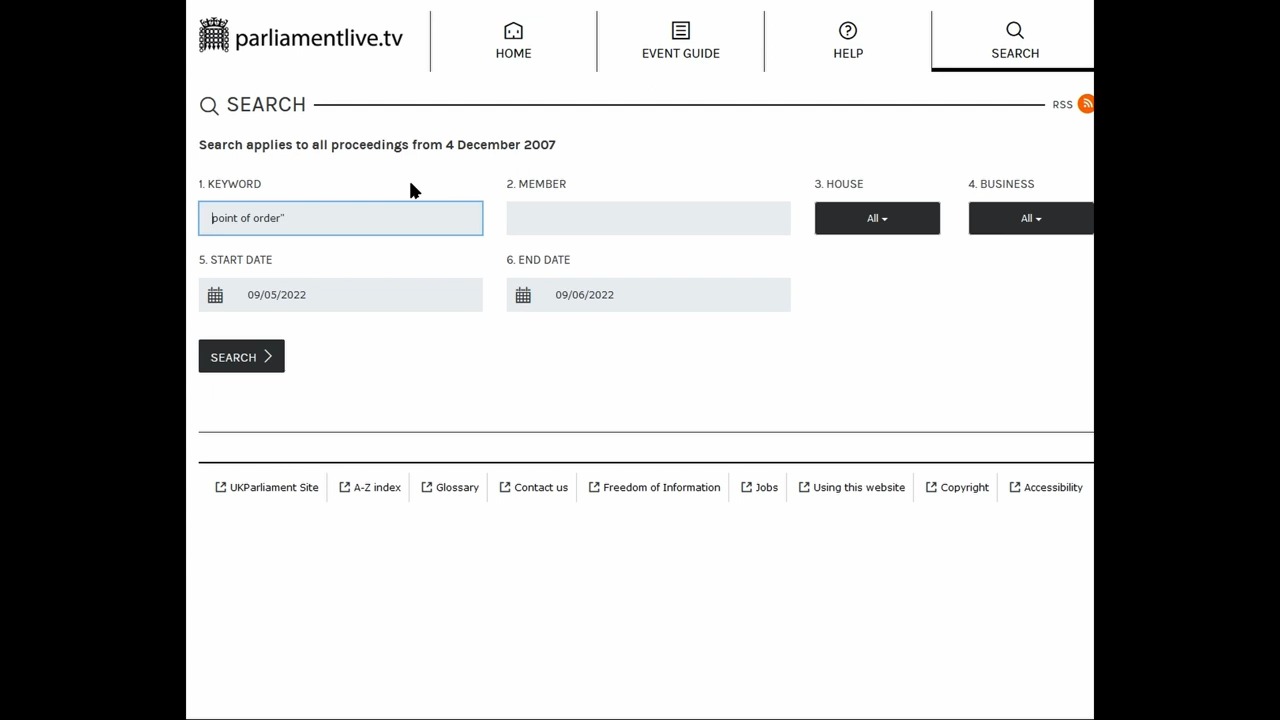 parliamentlive.tv
HOME
EVENT GUIDE
HELP
SEARCH
SEARCH
RSS
Search applies to all proceedings from 4 December 2007
1. KEYWORD
2. MEMBER
3. HOUSE
4. BUSINESS
point of order"
All
All
5. START DATE
6. END DATE
09/05/2022
09/06/2022
SEARCH
UKParliament Site
A-Z index
Glossary
Contact us
Freedom of Information
Jobs
Using this website
Copyright
Accessibility